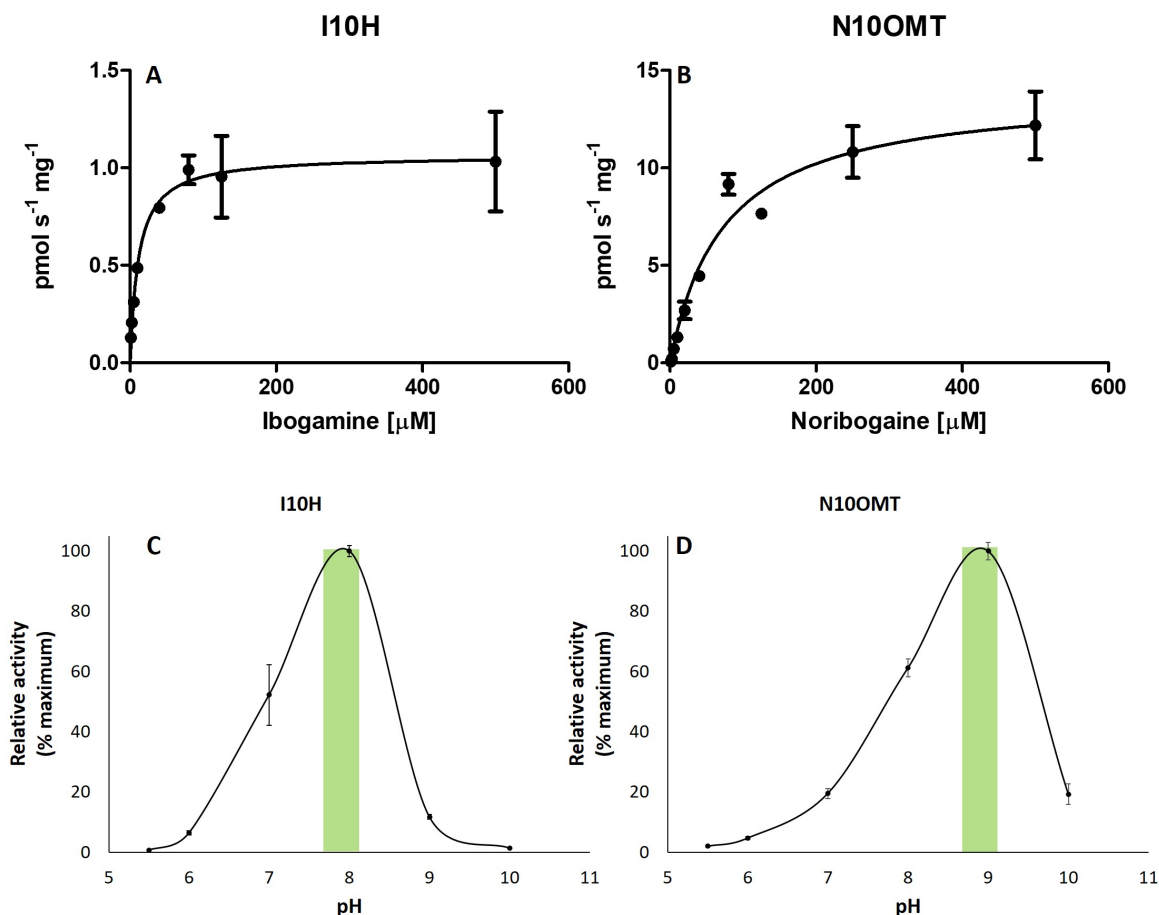 I10H
N10OMT
A
B
1.5
1.0
0.5
0.0
pmol s⁻¹ mg⁻¹
0
200
400
600
Ibogamine [μM]
15
10
5
0
pmol s⁻¹ mg⁻¹
0
200
400
600
Noribogaine [μM]
I10H
N10OMT
C
D
100
80
60
40
20
0
Relative activity
(% maximum)
5
6
7
8
9
10
11
pH
100
80
60
40
20
0
Relative activity
(% maximum)
5
6
7
8
9
10
11
pH